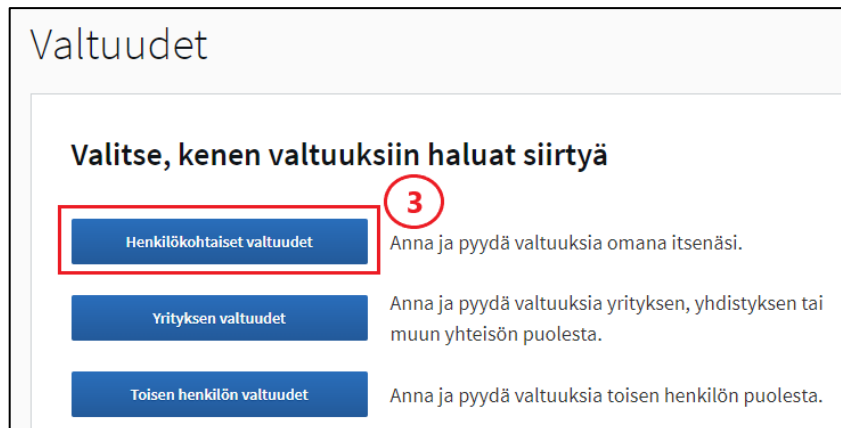 Valtuudet
Valitse, kenen valtuuksiin haluat siirtyä
3
Henkilökohtaiset valtuudet
Anna ja pyydä valtuuksia omana itsenäsi.
Yrityksen valtuudet
Anna ja pyydä valtuuksia yrityksen, yhdistyksen tai
muun yhteisön puolesta.
Toisen henkilön valtuudet
Anna ja pyydä valtuuksia toisen henkilön puolesta.